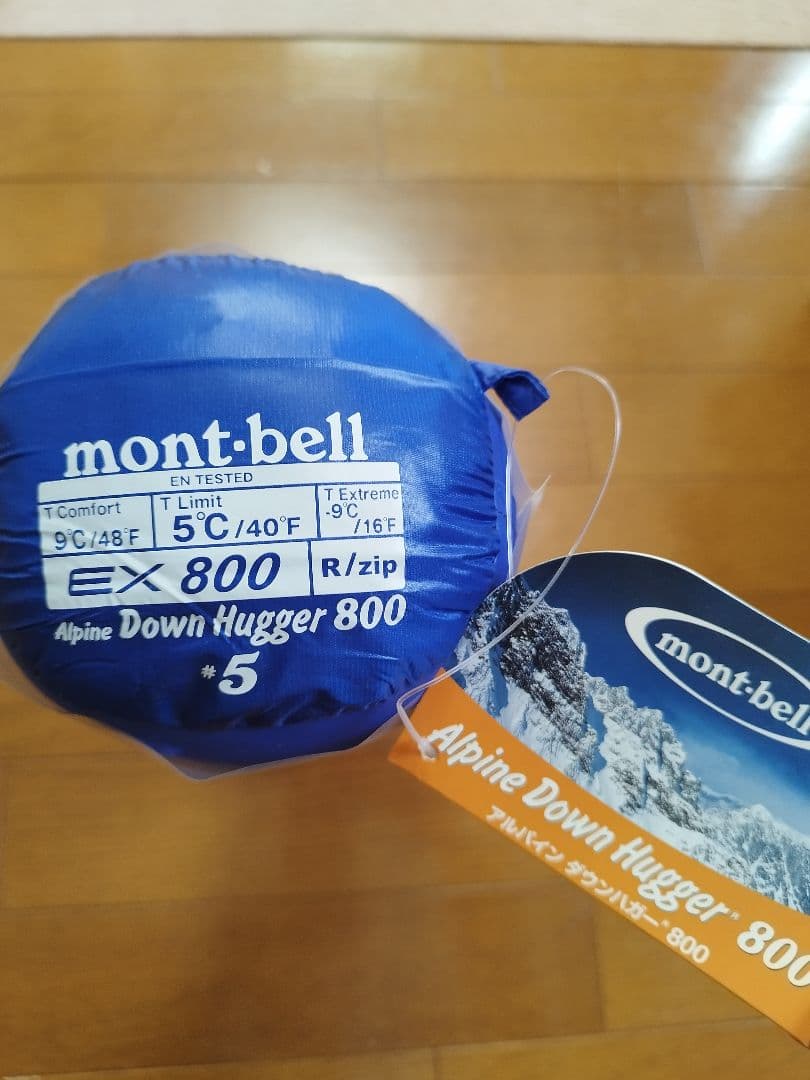 mont·bell
EN TESTED
T Comfort
9℃/48°F
T Limit
5℃/40°F
T Extreme
-9℃
/16°F
EX 800
R/zip
Alpine Down Hugger 800
#5
mont·bell
Alpine Down Hugger® 800
アルパイン ダウンハガー®800